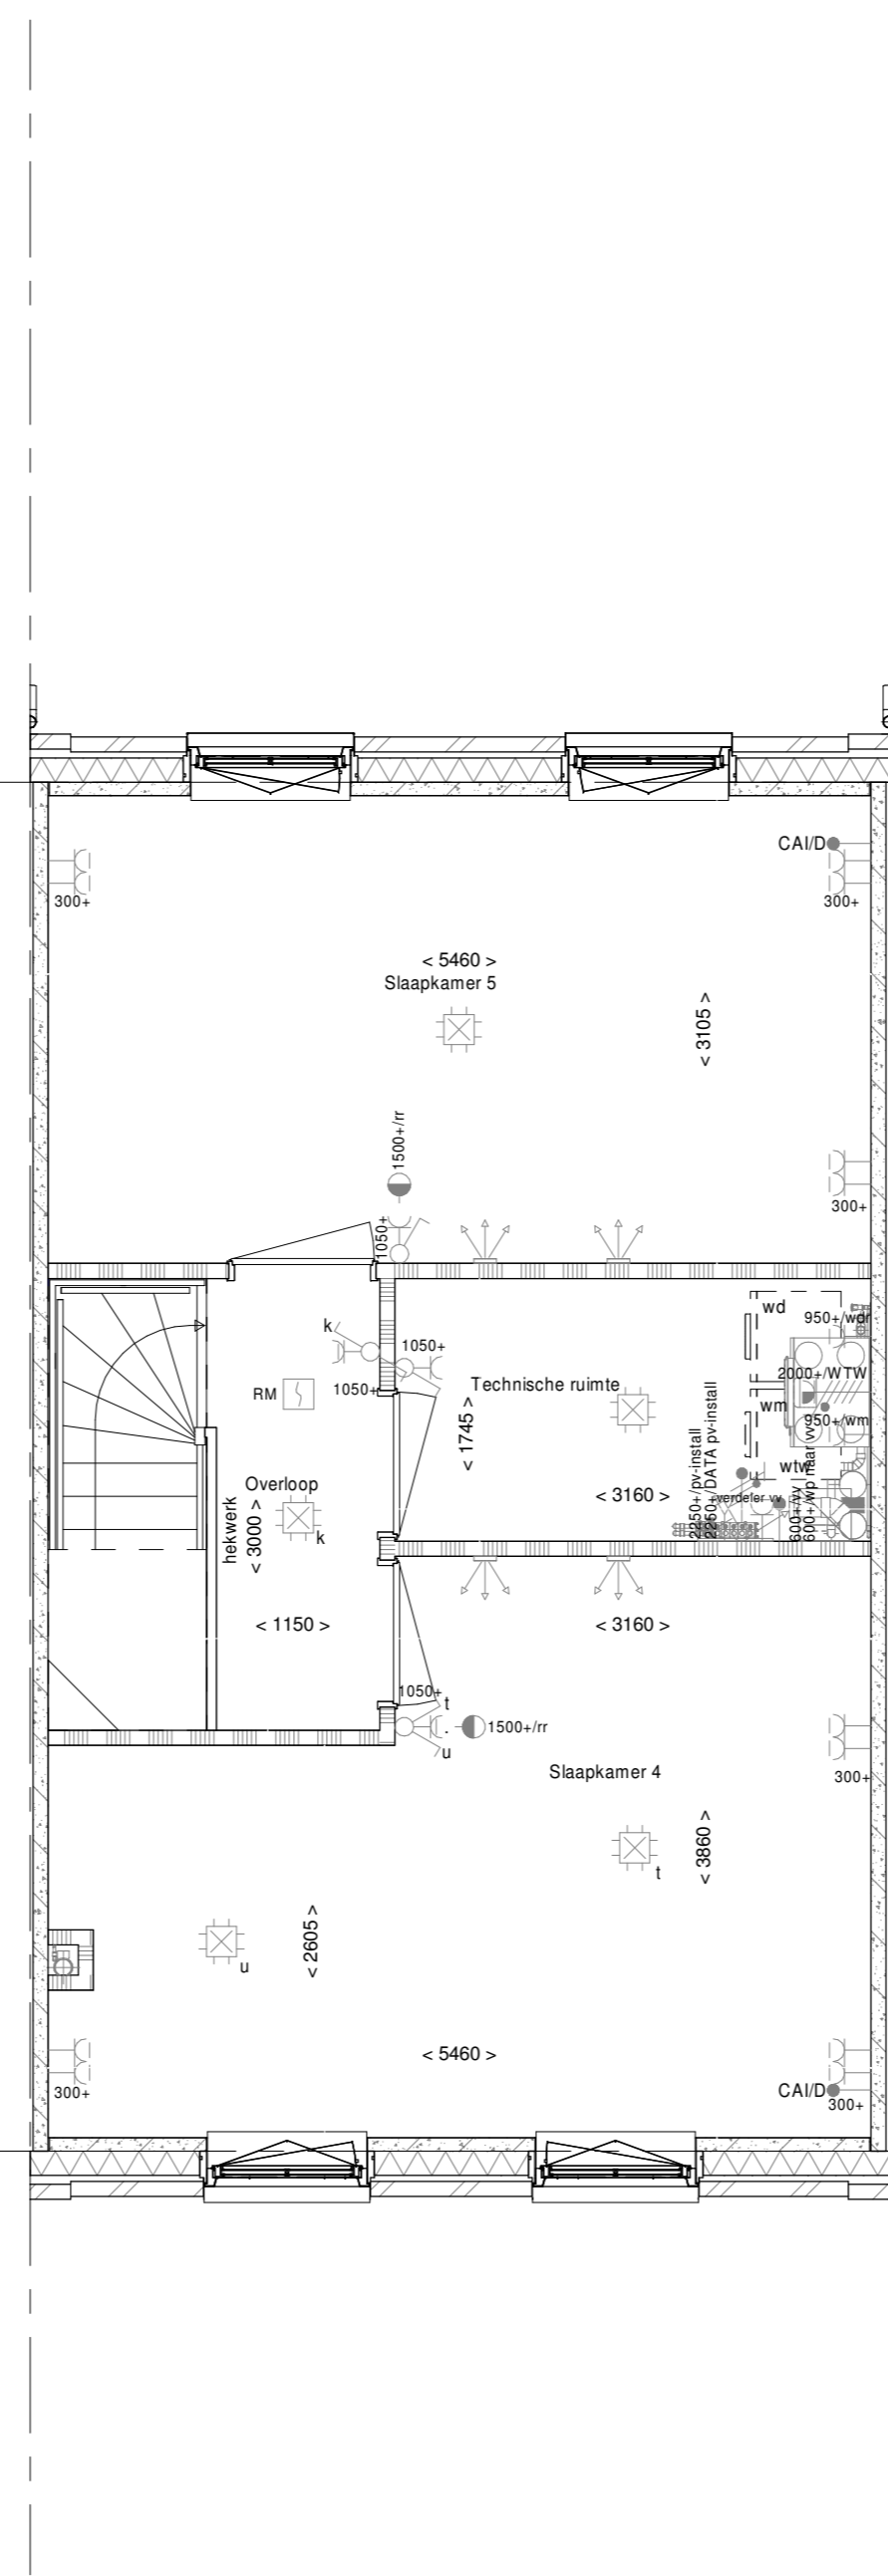 CAI/D
300+
300+
< 5460 >
Slaapkamer 5
< 3105 >
1500+/rr
300+
1050+
wd
950+/wdr
k
1050+
2000+/WTW
RM
1050+
Technische ruimte
wm
950+/wm
< 1745 >
2250+/pv-install
2250+/DATA pv-install
wtw
Overloop
< 3160 >
verdeler vv
600+/vv
600+/wp naar vv
hekwerk
< 3000 >
k
< 1150 >
< 3160 >
1050+
t
1500+/rr
u
Slaapkamer 4
300+
< 3860 >
t
< 2605 >
u
< 5460 >
300+
CAI/D
300+